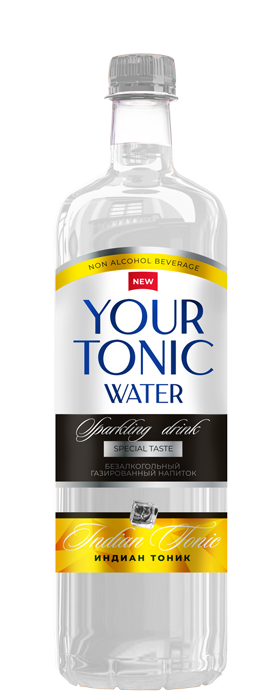 NON ALCOHOL BEVERAGE
NEW
YOUR
TONIC
WATER
Sparkling drink
SPECIAL TASTE
БЕЗАЛКОГОЛЬНЫЙ
ГАЗИРОВАННЫЙ НАПИТОК
Indian Tonic
ИНДИАН ТОНИК